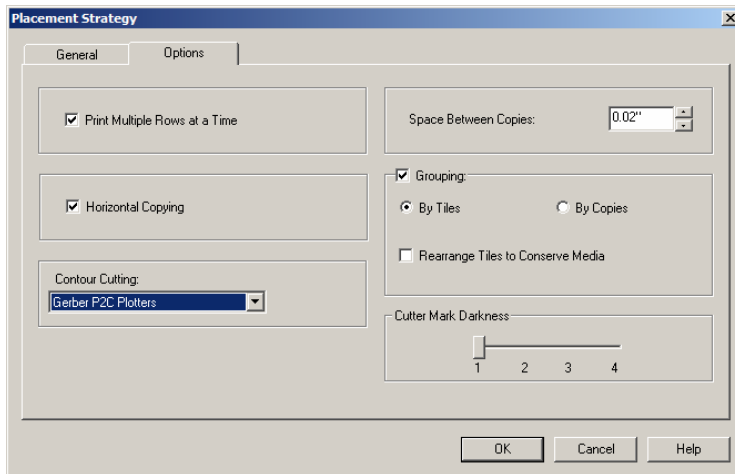 Placement Strategy
General
Options
Print Multiple Rows at a Time
Space Between Copies:
0.02"
Horizontal Copying
Grouping:
By Tiles
By Copies
Rearrange Tiles to Conserve Media
Contour Cutting:
Gerber P2C Plotters
Cutter Mark Darkness
1 2 3 4
OK
Cancel
Help